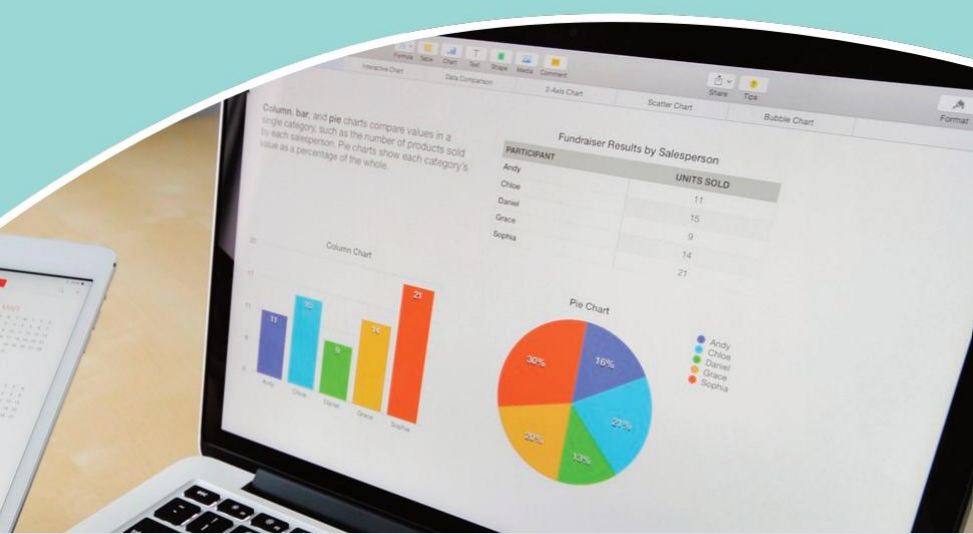 Formula Table Chart Text Shape Media Comment
Share Tips
Format
Interactive Chart Data Comparison 2-Axis Chart Scatter Chart Bubble Chart
Column, bar, and pie charts compare values in a
single category, such as the number of products sold
by each salesperson. Pie charts show each category's
value as a percentage of the whole.
Fundraiser Results by Salesperson
PARTICIPANT UNITS SOLD
Andy 11
Chloe 15
Daniel 9
Grace 14
Sophia 21
Column Chart
11
15
9
14
21
Andy Chloe Daniel Grace Sophia
Pie Chart
30%
16%
20%
13%
Andy
Chloe
Daniel
Grace
Sophia